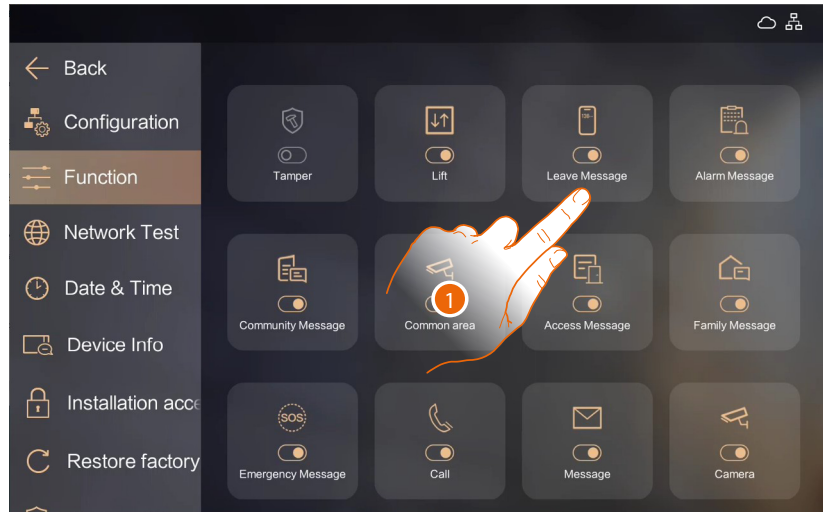 Back
Configuration
Function
Network Test
Date & Time
Device Info
Installation acce
Restore factory
Tamper
Lift
Leave Message
Alarm Message
Community Message
Common area
Access Message
Family Message
SOS
Emergency Message
Call
Message
Camera
1